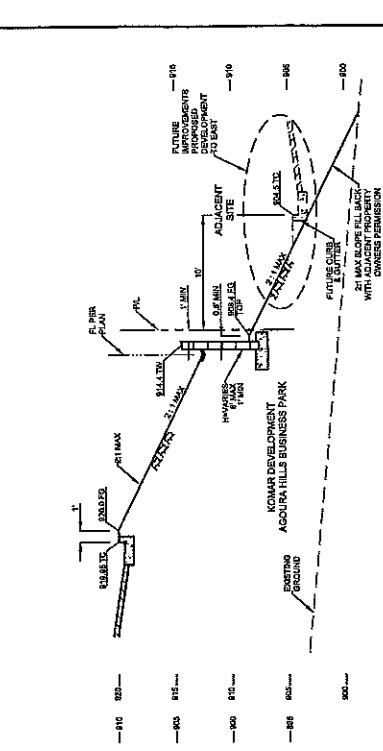 FUTURE
IMPROVEMENTS
PROPOSED
DEVELOPMENT
TO EAST
ADJACENT
SITE
904.5 TC
FUTURE CURB
& GUTTER
2:1 MAX SLOPE FILL BACK
WITH ADJACENT PROPERTY
OWNERS PERMISSION
2:1 MAX
10'
P/L
1' MIN
0.5' MIN
908.4 FG
TOP
FL PER
PLAN
914.4 TW
H=VARIES
6' MAX
1' MIN
2:1 MAX
2:1 MAX
1'
920.0 FG
919.65 TC
KOMAR DEVELOPMENT
AGOURA HILLS BUSINESS PARK
EXISTING
GROUND
915
910
905
900
920
915
910
905
900
910
905
900
895